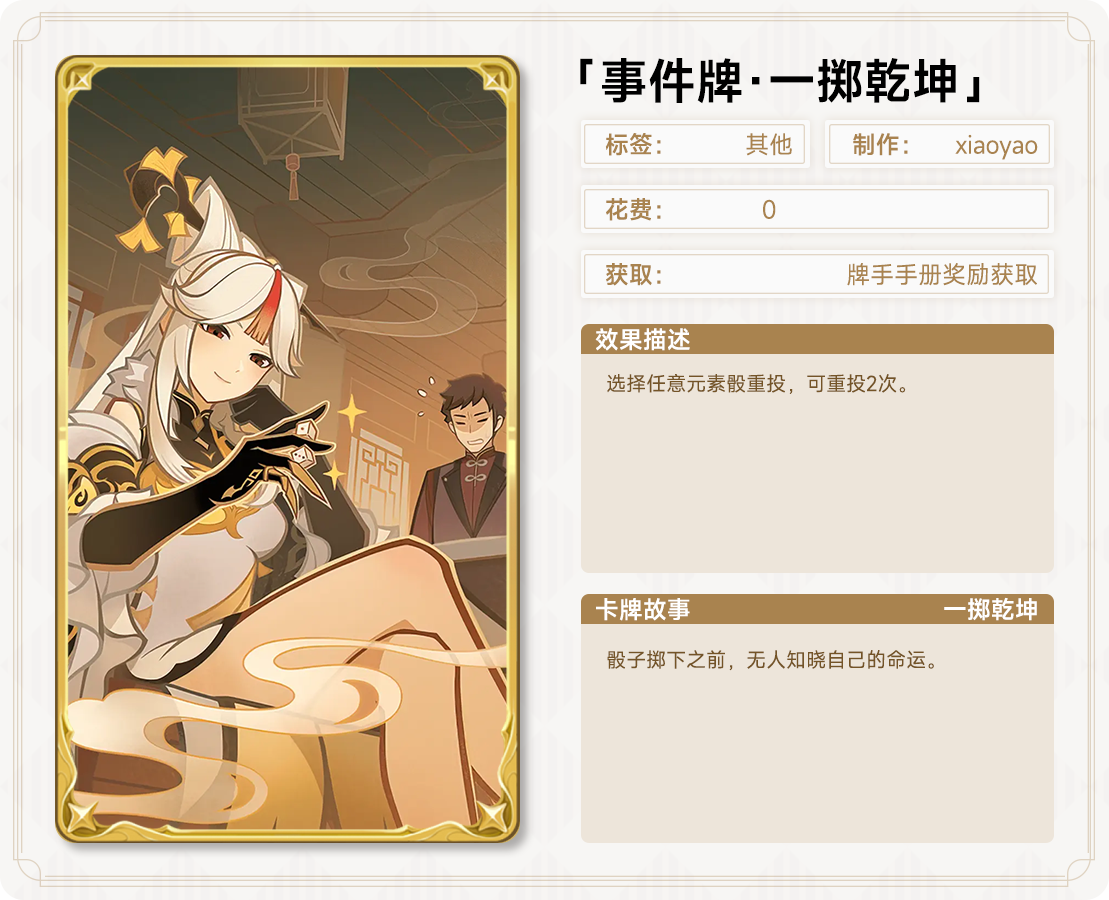 「事件牌·一掷乾坤」
标签： 其他
制作： xiaoyao
花费： 0
获取： 牌手手册奖励获取
效果描述
选择任意元素骰重投，可重投2次。
卡牌故事 一掷乾坤
骰子掷下之前，无人知晓自己的命运。